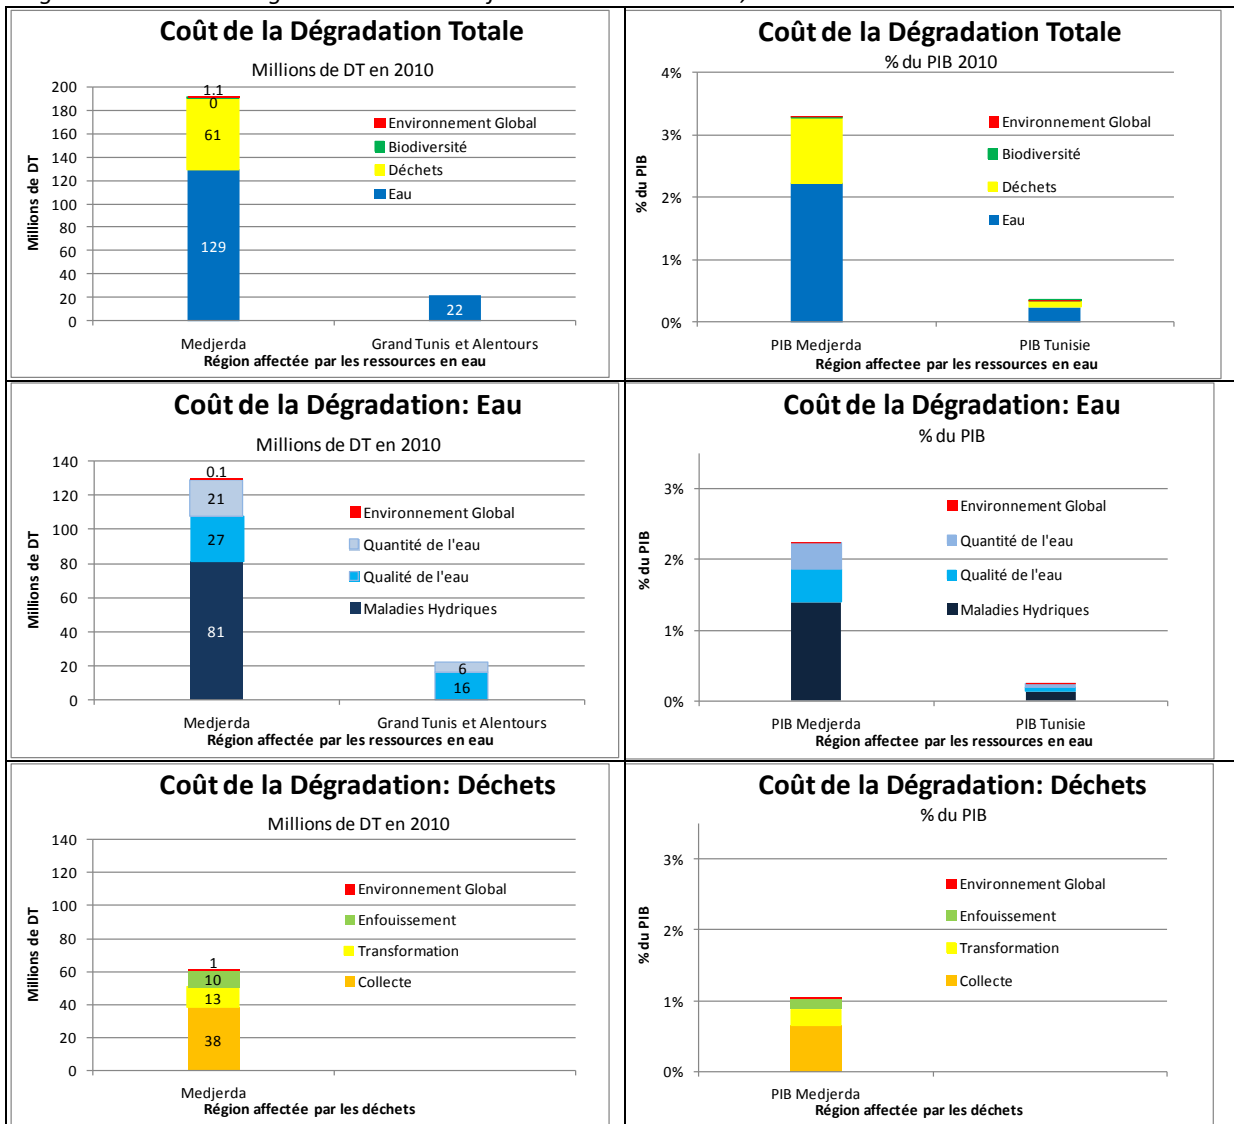 Coût de la Dégradation Totale
Millions de DT en 2010
200
180
160
140
120
100
80
60
40
20
0
Millions de DT
1.1
0
61
129
22
Environnement Global
Biodiversité
Déchets
Eau
Medjerda
Grand Tunis et Alentours
Région affectée par les ressources en eau
Coût de la Dégradation Totale
% du PIB 2010
4%
3%
2%
1%
0%
% du PIB
Environnement Global
Biodiversité
Déchets
Eau
PIB Medjerda
PIB Tunisie
Région affectee par les ressources en eau
Coût de la Dégradation: Eau
Millions de DT en 2010
140
120
100
80
60
40
20
0
Millions de DT
0.1
21
27
81
6
16
Environnement Global
Quantité de l'eau
Qualité de l'eau
Maladies Hydriques
Medjerda
Grand Tunis et Alentours
Région affectée par les ressources en eau
Coût de la Dégradation: Eau
% du PIB
3%
2%
1%
0%
% du PIB
Environnement Global
Quantité de l'eau
Qualité de l'eau
Maladies Hydriques
PIB Medjerda
PIB Tunisie
Région affectee par les ressources en eau
Coût de la Dégradation: Déchets
Millions de DT en 2010
140
120
100
80
60
40
20
0
Millions de DT
1
10
13
38
Environnement Global
Enfouissement
Transformation
Collecte
Medjerda
Région affectée par les déchets
Coût de la Dégradation: Déchets
% du PIB
3%
2%
1%
0%
% du PIB
Environnement Global
Enfouissement
Transformation
Collecte
PIB Medjerda
Région affectée par les déchets